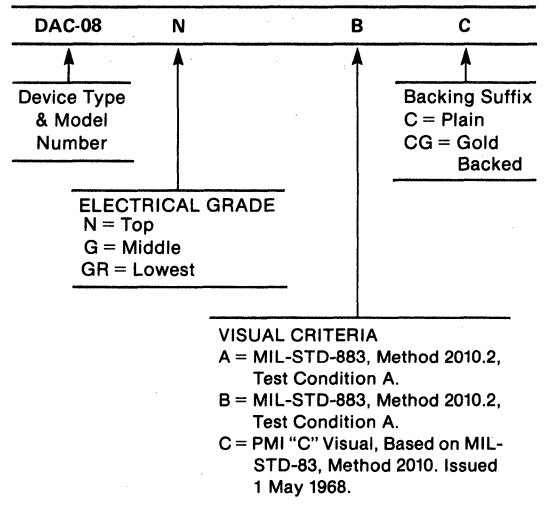 DAC-08 N B C
Device Type
& Model
Number
Backing Suffix
C = Plain
CG = Gold
Backed
ELECTRICAL GRADE
N = Top
G = Middle
GR = Lowest
VISUAL CRITERIA
A = MIL-STD-883, Method 2010.2,
Test Condition A.
B = MIL-STD-883, Method 2010.2,
Test Condition A.
C = PMI “C” Visual, Based on MIL-
STD-83, Method 2010. Issued
1 May 1968.